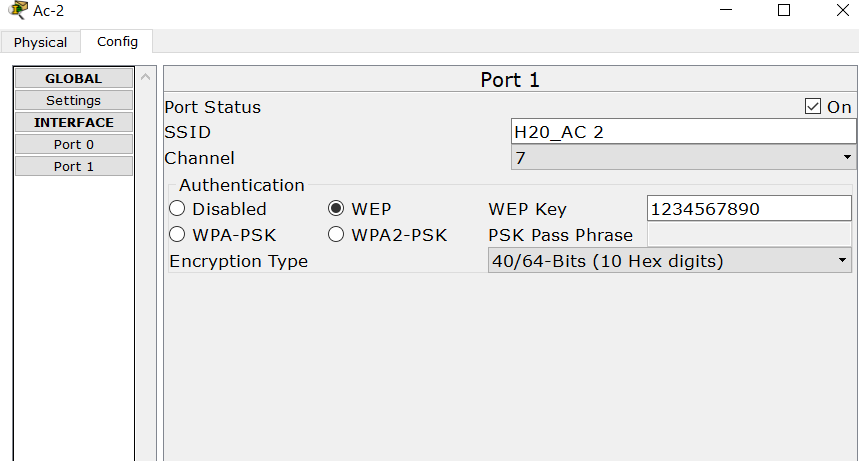 Ac-2
Physical Config
GLOBAL
Settings
INTERFACE
Port 0
Port 1
Port 1
Port Status On
SSID H20_AC 2
Channel 7
Authentication
Disabled WEP WEP Key 1234567890
WPA-PSK WPA2-PSK PSK Pass Phrase
Encryption Type 40/64-Bits (10 Hex digits)